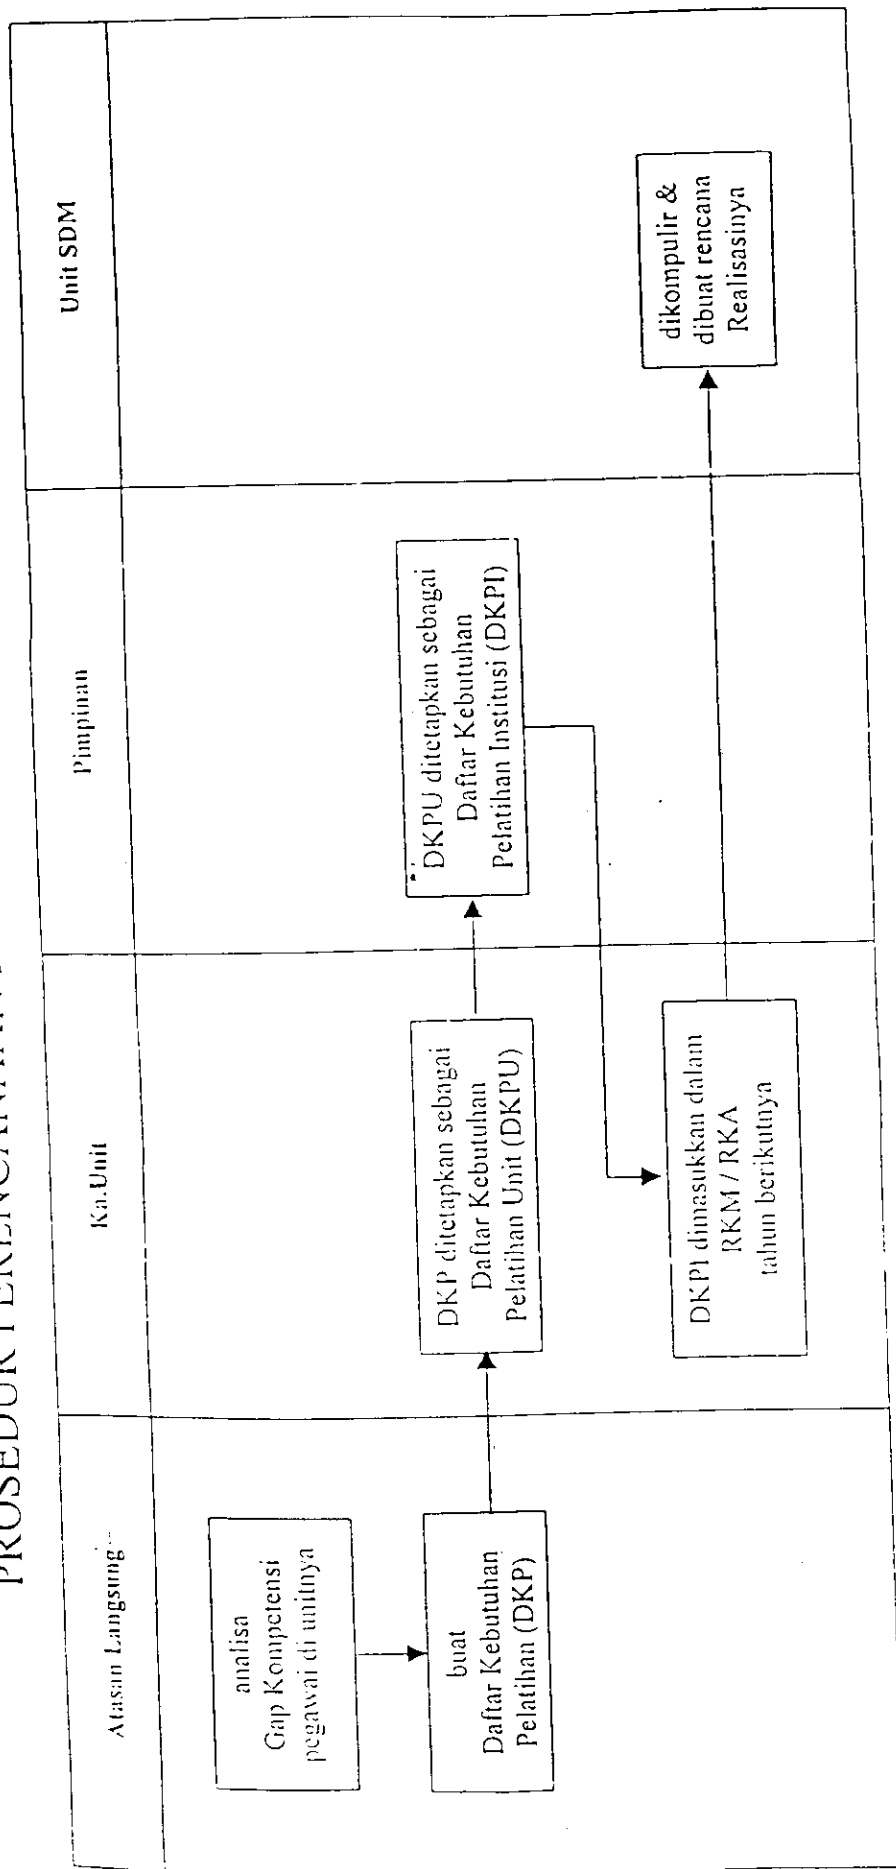 PROSEDUR PERENCANAAN
Atasan Langsung
Ka.Unit
Pimpinan
Unit SDM
analisa
Gap Kompetensi
pegawai di unitnya
buat
Daftar Kebutuhan
Pelatihan (DKP)
DKP ditetapkan sebagai
Daftar Kebutuhan
Pelatihan Unit (DKPU)
DKPU ditetapkan sebagai
Daftar Kebutuhan
Pelatihan Institusi (DKPI)
DKPI dimasukkan dalam
RKM / RKA
tahun berikutnya
dikompulir &
dibuat rencana
Realisasinya